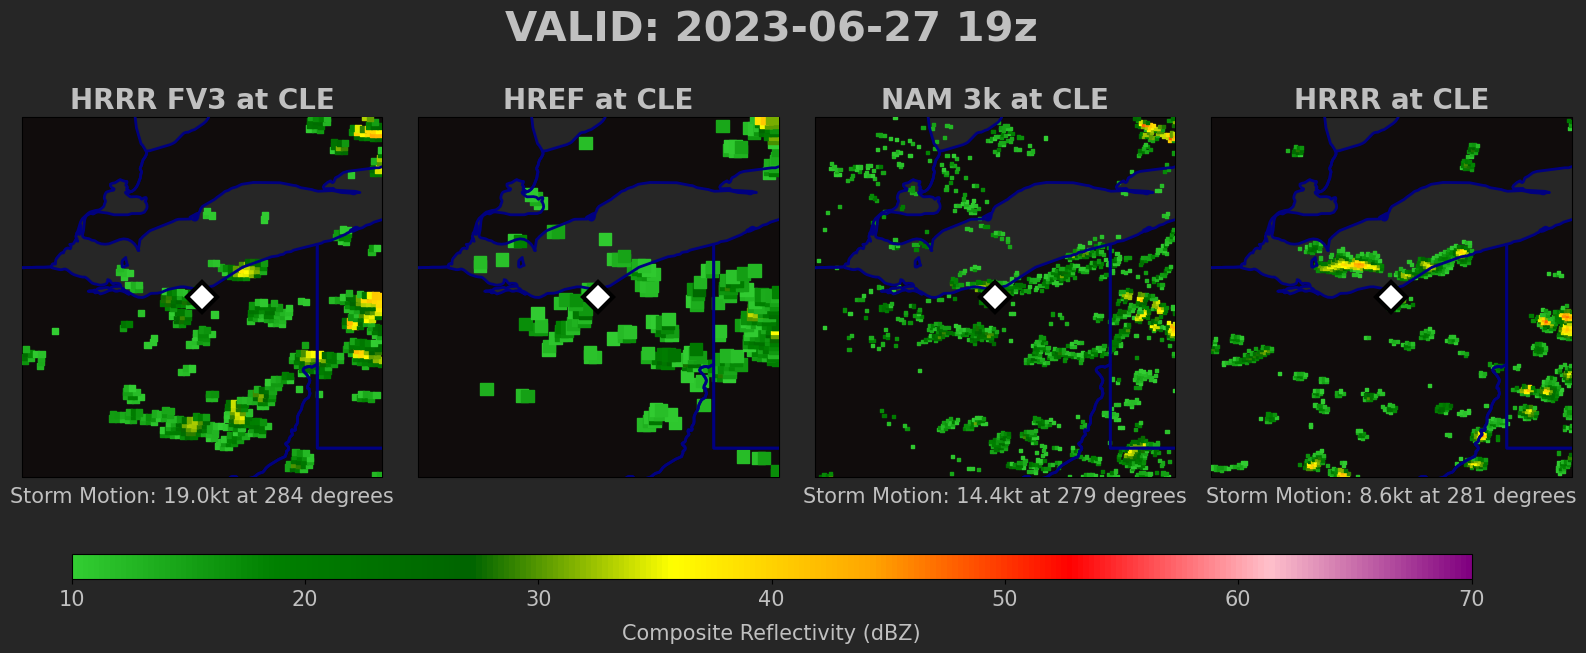 VALID: 2023-06-27 19z
HRRR FV3 at CLE
HREF at CLE
NAM 3k at CLE
HRRR at CLE
Storm Motion: 19.0kt at 284 degrees
Storm Motion: 14.4kt at 279 degrees
Storm Motion: 8.6kt at 281 degrees
10 20 30 40 50 60 70
Composite Reflectivity (dBZ)